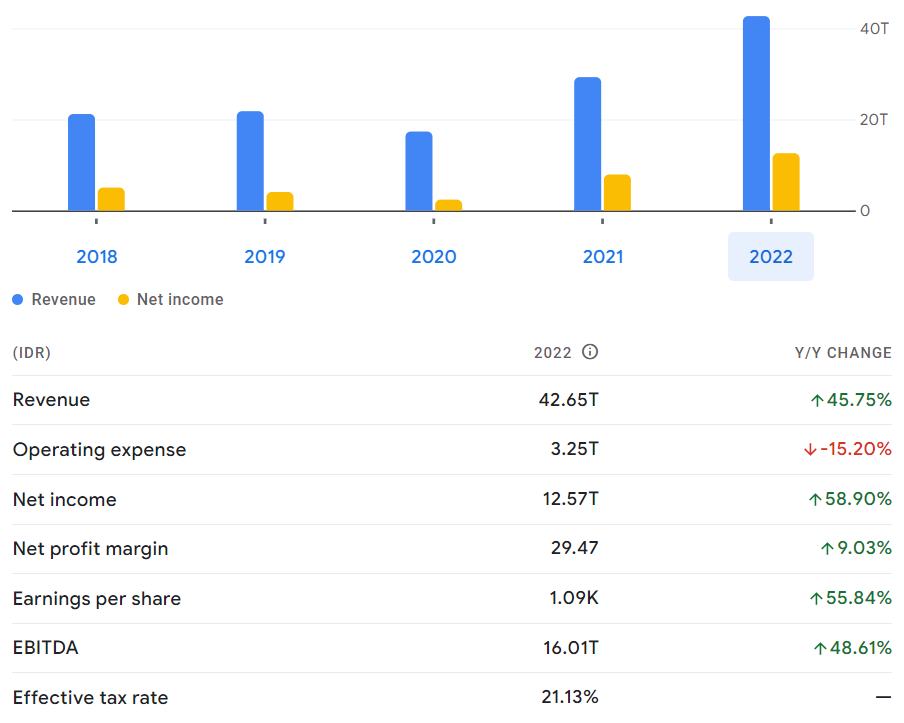 40T
20T
0
2018 2019 2020 2021 2022
Revenue Net income
(IDR) 2022 Y/Y CHANGE
Revenue 42.65T ↑45.75%
Operating expense 3.25T ↓-15.20%
Net income 12.57T ↑58.90%
Net profit margin 29.47 ↑9.03%
Earnings per share 1.09K ↑55.84%
EBITDA 16.01T ↑48.61%
Effective tax rate 21.13% —